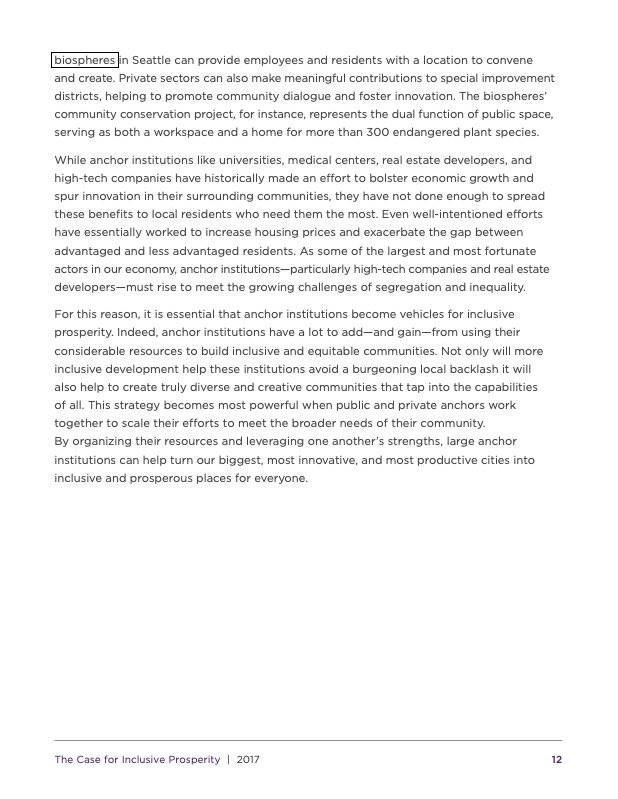 biospheres in Seattle can provide employees and residents with a location to convene
and create. Private sectors can also make meaningful contributions to special improvement
districts, helping to promote community dialogue and foster innovation. The biospheres’
community conservation project, for instance, represents the dual function of public space,
serving as both a workspace and a home for more than 300 endangered plant species.
While anchor institutions like universities, medical centers, real estate developers, and
high-tech companies have historically made an effort to bolster economic growth and
spur innovation in their surrounding communities, they have not done enough to spread
these benefits to local residents who need them the most. Even well-intentioned efforts
have essentially worked to increase housing prices and exacerbate the gap between
advantaged and less advantaged residents. As some of the largest and most fortunate
actors in our economy, anchor institutions—particularly high-tech companies and real estate
developers—must rise to meet the growing challenges of segregation and inequality.
For this reason, it is essential that anchor institutions become vehicles for inclusive
prosperity. Indeed, anchor institutions have a lot to add—and gain—from using their
considerable resources to build inclusive and equitable communities. Not only will more
inclusive development help these institutions avoid a burgeoning local backlash it will
also help to create truly diverse and creative communities that tap into the capabilities
of all. This strategy becomes most powerful when public and private anchors work
together to scale their efforts to meet the broader needs of their community.
By organizing their resources and leveraging one another’s strengths, large anchor
institutions can help turn our biggest, most innovative, and most productive cities into
inclusive and prosperous places for everyone.
The Case for Inclusive Prosperity | 2017 12